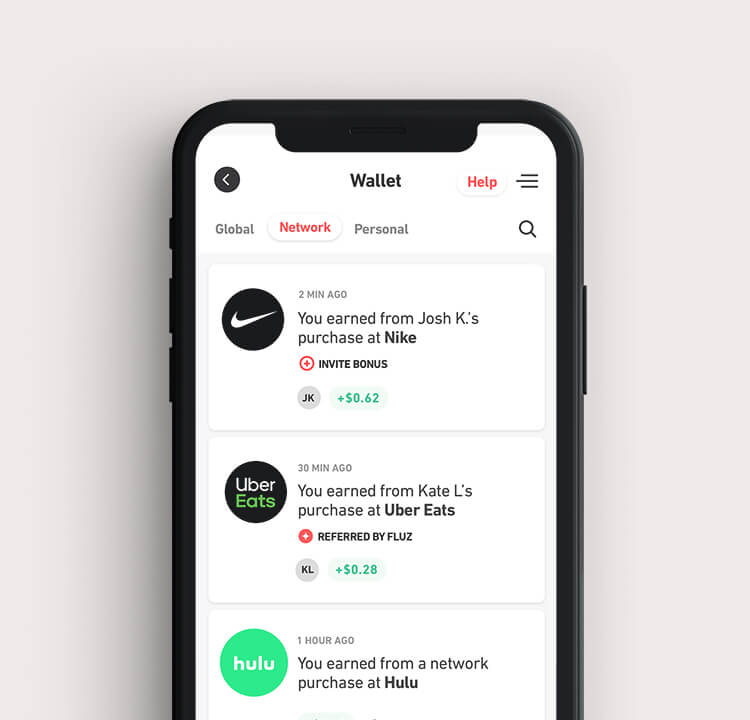 Wallet
Help
Global
Network
Personal
2 MIN AGO
You earned from Josh K.'s
purchase at Nike
INVITE BONUS
JK
+$0.62
Uber
Eats
30 MIN AGO
You earned from Kate L's
purchase at Uber Eats
REFERRED BY FLUZ
KL
+$0.28
hulu
1 HOUR AGO
You earned from a network
purchase at Hulu